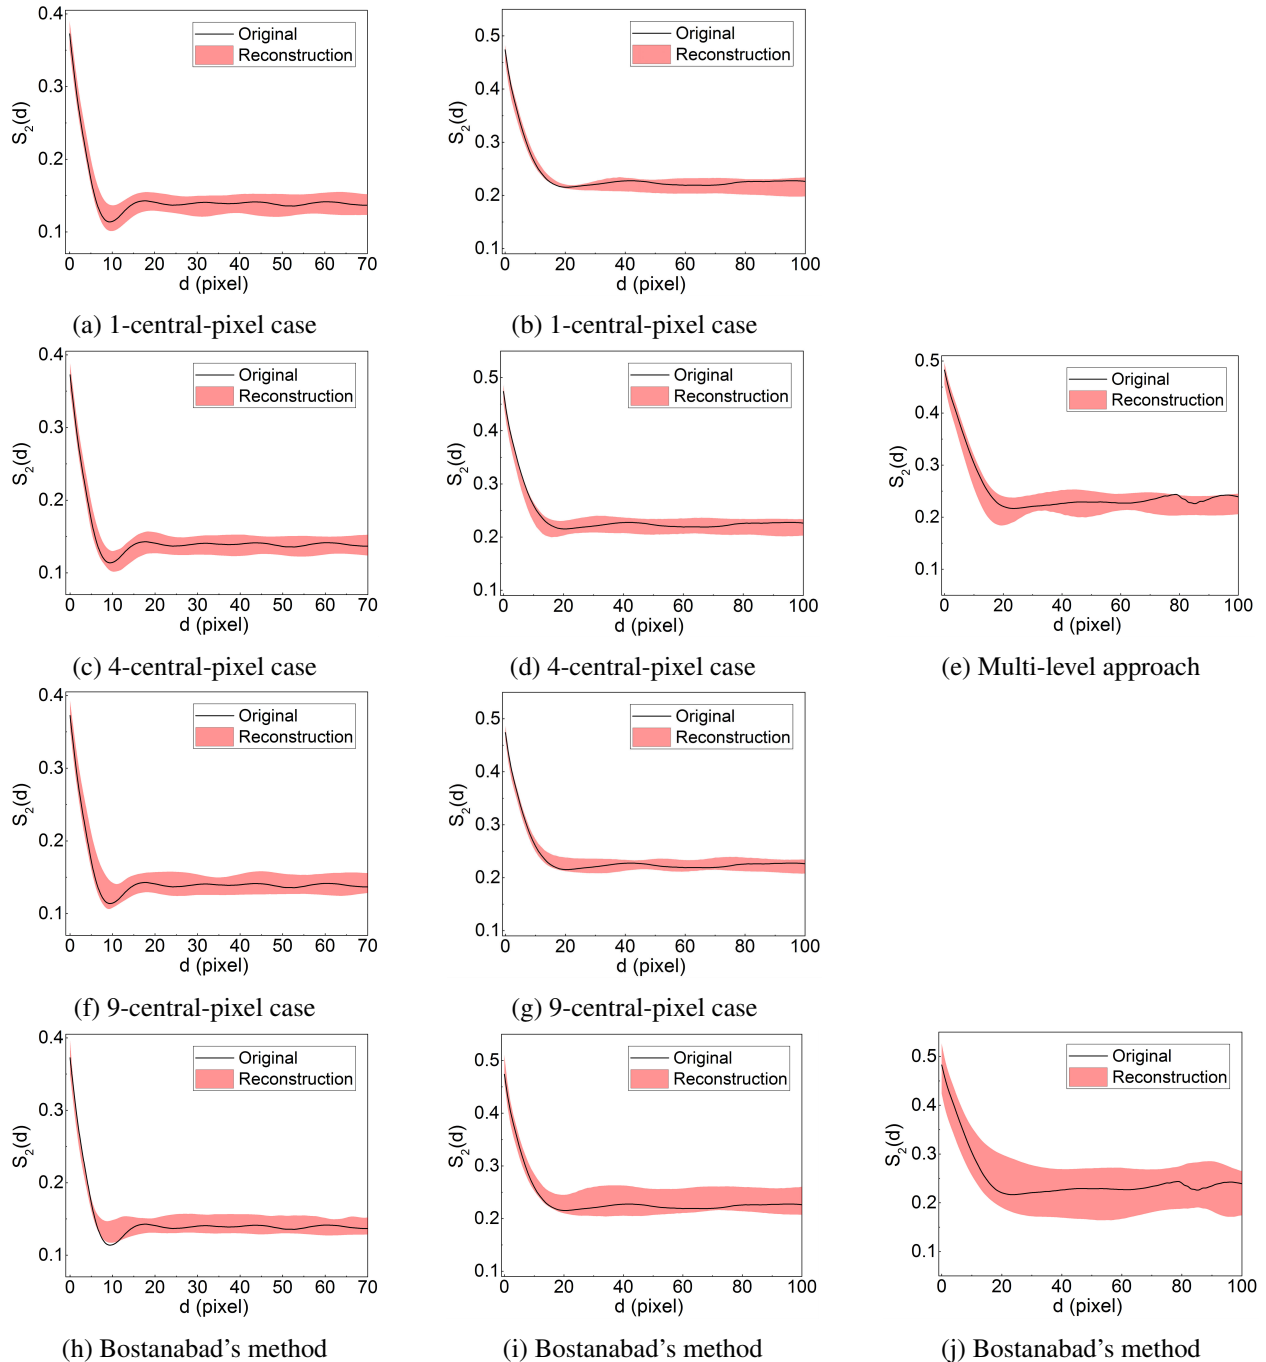 0.4
0.3
0.2
0.1
S2(d)
Original
Reconstruction
0 10 20 30 40 50 60 70
d (pixel)
(a) 1-central-pixel case
0.5
0.4
0.3
0.2
0.1
S2(d)
Original
Reconstruction
0 20 40 60 80 100
d (pixel)
(b) 1-central-pixel case
0.4
0.3
0.2
0.1
S2(d)
Original
Reconstruction
0 10 20 30 40 50 60 70
d (pixel)
(c) 4-central-pixel case
0.5
0.4
0.3
0.2
0.1
S2(d)
Original
Reconstruction
0 20 40 60 80 100
d (pixel)
(d) 4-central-pixel case
0.5
0.4
0.3
0.2
0.1
S2(d)
Original
Reconstruction
0 20 40 60 80 100
d (pixel)
(e) Multi-level approach
0.4
0.3
0.2
0.1
S2(d)
Original
Reconstruction
0 10 20 30 40 50 60 70
d (pixel)
(f) 9-central-pixel case
0.5
0.4
0.3
0.2
0.1
S2(d)
Original
Reconstruction
0 20 40 60 80 100
d (pixel)
(g) 9-central-pixel case
0.4
0.3
0.2
0.1
S2(d)
Original
Reconstruction
0 10 20 30 40 50 60 70
d (pixel)
(h) Bostanabad’s method
0.5
0.4
0.3
0.2
0.1
S2(d)
Original
Reconstruction
0 20 40 60 80 100
d (pixel)
(i) Bostanabad’s method
0.5
0.4
0.3
0.2
0.1
S2(d)
Original
Reconstruction
0 20 40 60 80 100
d (pixel)
(j) Bostanabad’s method